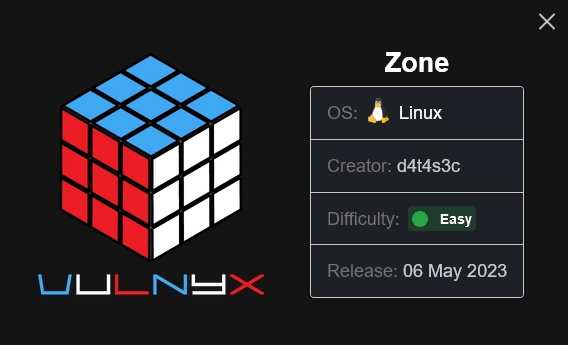 Zone
OS: Linux
Creator: d4t4s3c
Difficulty: Easy
Release: 06 May 2023
VULNYX